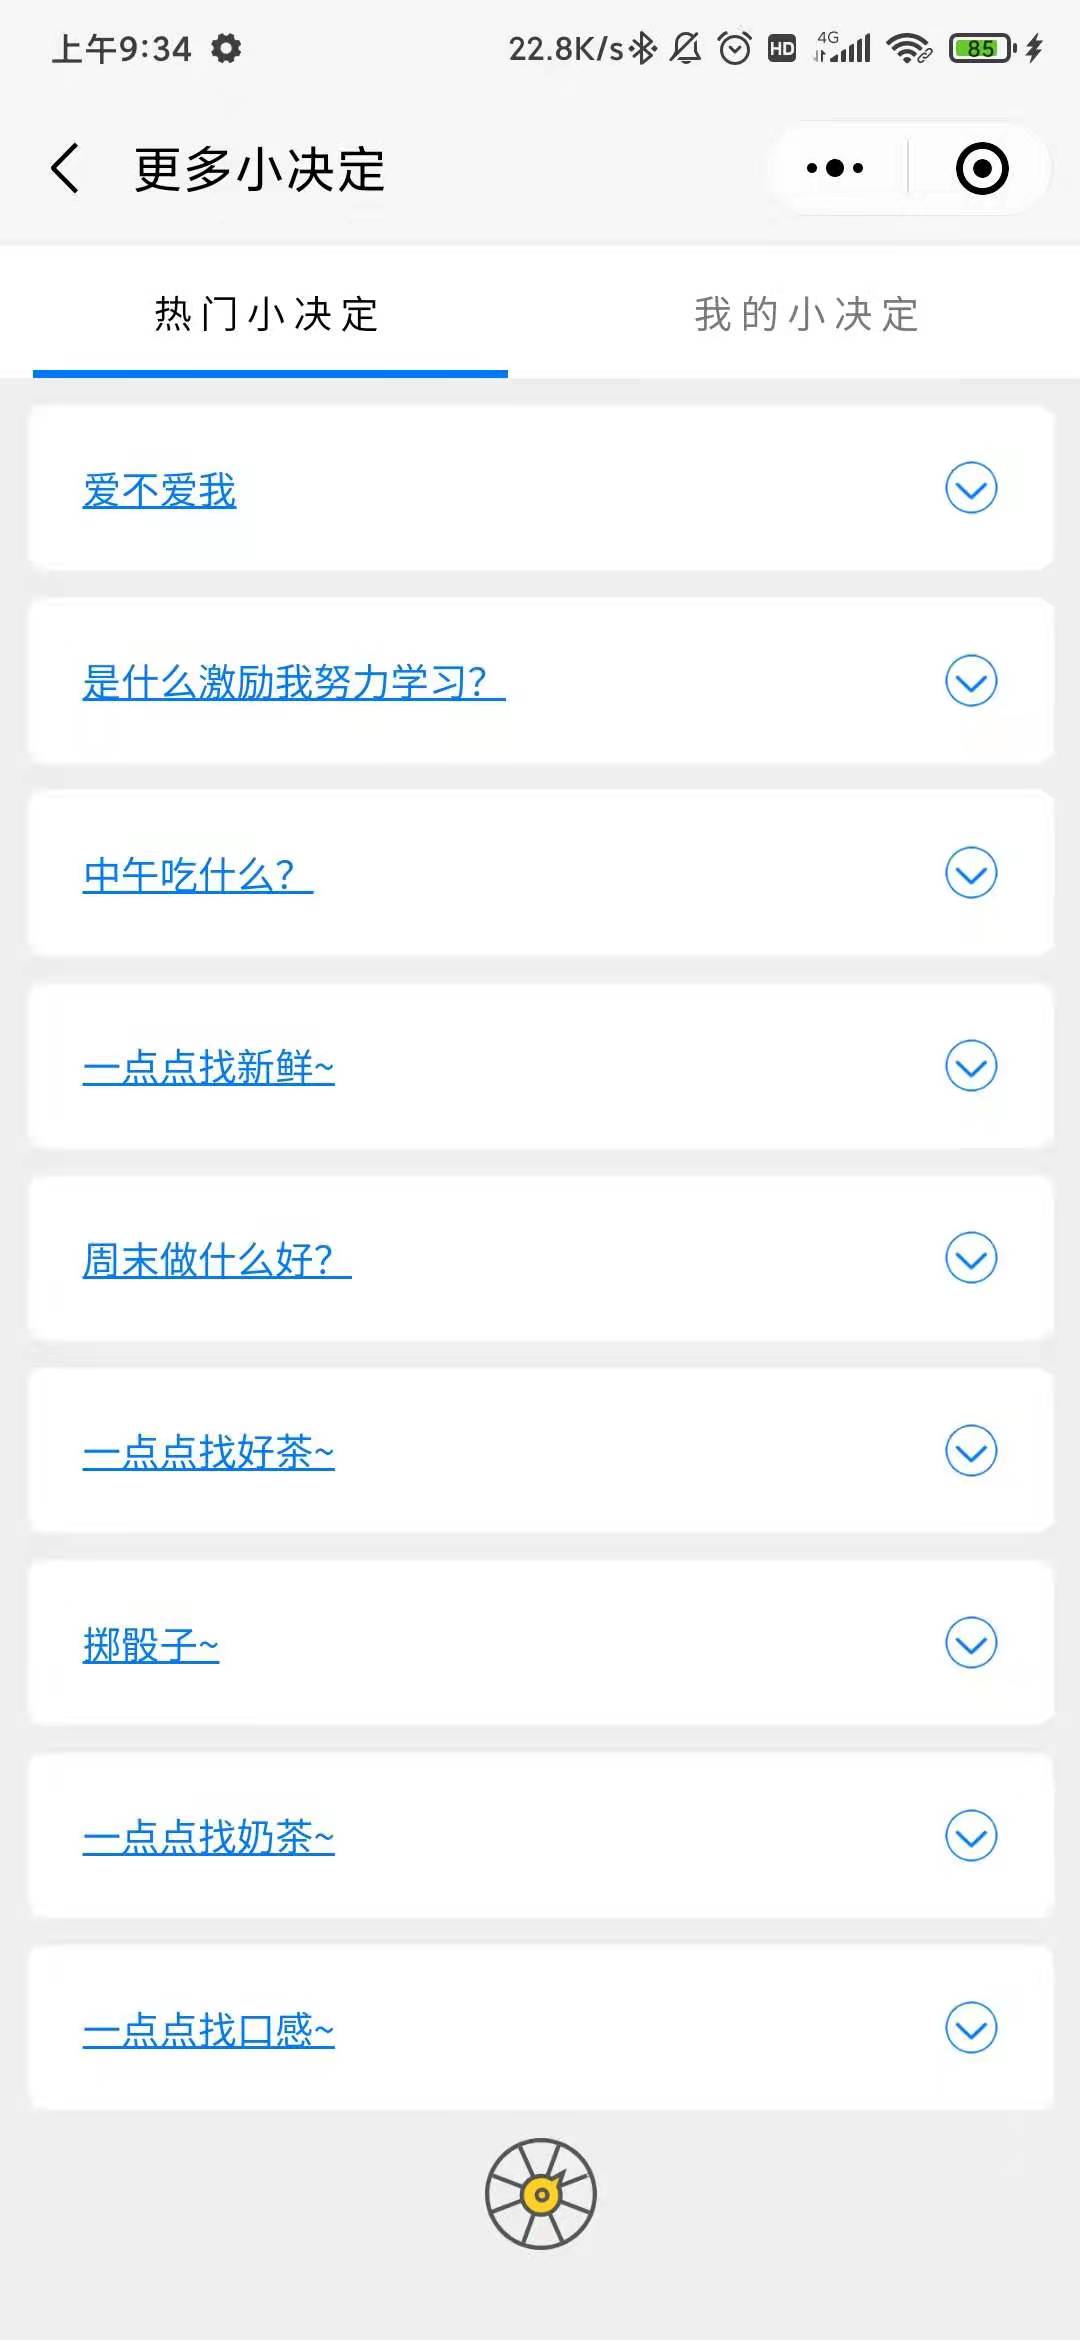 上午9:34
22.8K/s
HD
4G
85
更多小决定
热门小决定
我的小决定
爱不爱我
是什么激励我努力学习？
中午吃什么？
一点点找新鲜~
周末做什么好？
一点点找好茶~
掷骰子~
一点点找奶茶~
一点点找口感~